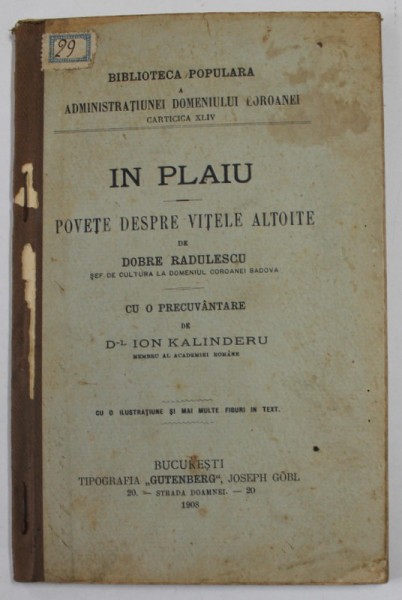 29
BIBLIOTECA POPULARA
A
ADMINISTRAȚIUNEI DOMENIULUI COROANEI
CARTICICA XLIV
IN PLAIU
POVEȚE DESPRE VIȚELE ALTOITE
DE
DOBRE RADULESCU
ȘEF DE CULTURA LA DOMENIUL COROANEI SADOVA
CU O PRECUVÂNTARE
DE
D-L ION KALINDERU
MEMBRU AL ACADEMIEI ROMÂNE
CU O ILUSTRAȚIUNE ȘI MAI MULTE FIGURI IN TEXT.
BUCUREȘTI
TIPOGRAFIA „GUTENBERG", JOSEPH GÖBL
20. — STRADA DOAMNEI. — 20
1908